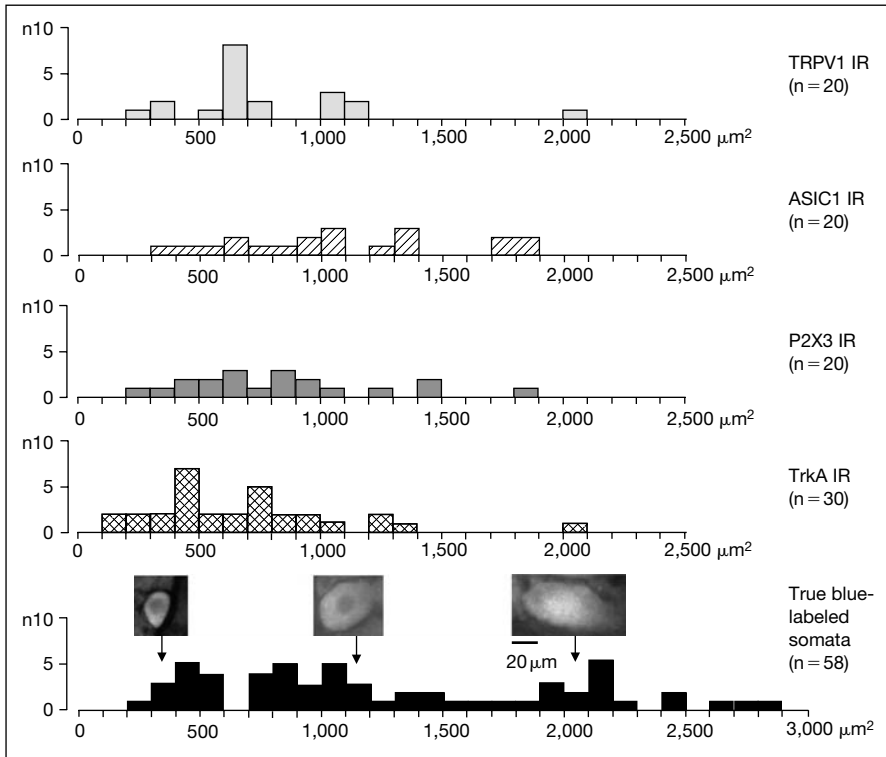 n10
5
0
0 500 1,000 1,500 2,000 2,500 μm²
TRPV1 IR
(n = 20)
n10
5
0
0 500 1,000 1,500 2,000 2,500 μm²
ASIC1 IR
(n = 20)
n10
5
0
0 500 1,000 1,500 2,000 2,500 μm²
P2X3 IR
(n = 20)
n10
5
0
0 500 1,000 1,500 2,000 2,500 μm²
TrkA IR
(n = 30)
n10
5
0
20 μm
0 500 1,000 1,500 2,000 2,500 3,000 μm²
True blue-
labeled
somata
(n = 58)